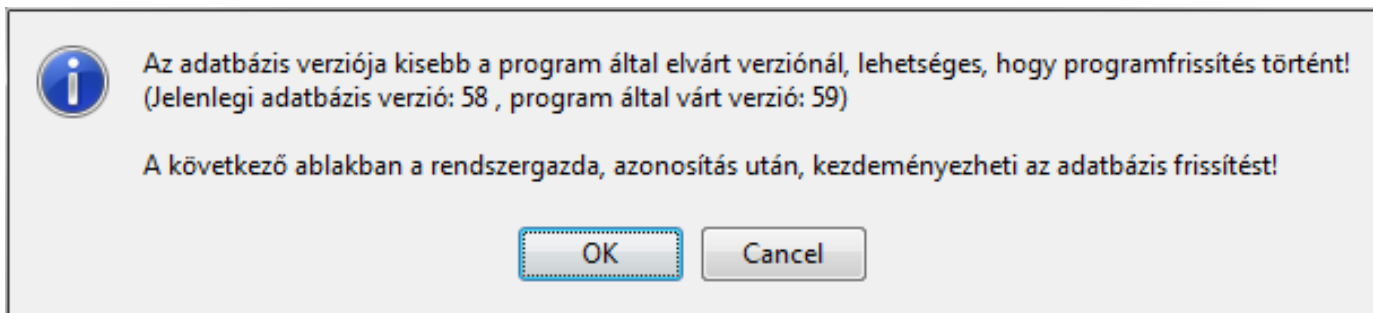 Az adatbázis verziója kisebb a program által elvárt verziónál, lehetséges, hogy programfrissítés történt!
(Jelenlegi adatbázis verzió: 58 , program által várt verzió: 59)
A következő ablakban a rendszergazda, azonosítás után, kezdeményezheti az adatbázis frissítést!
OK
Cancel